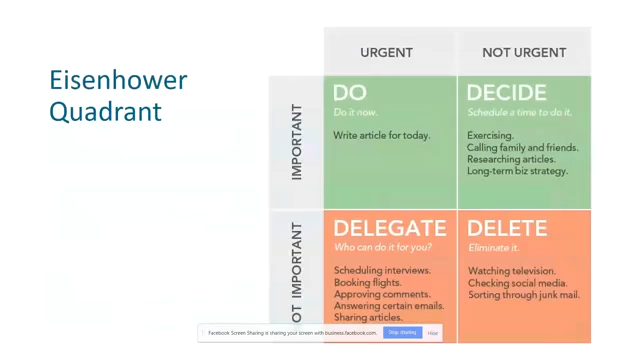 Eisenhower
Quadrant
URGENT
NOT URGENT
IMPORTANT
DO
Do it now.
Write article for today.
DECIDE
Schedule a time to do it.
Exercising.
Calling family and friends.
Researching articles.
Long-term biz strategy.
OT IMPORTANT
DELEGATE
Who can do it for you?
Scheduling interviews.
Booking flights.
Approving comments.
Answering certain emails.
Sharing articles.
DELETE
Eliminate it.
Watching television.
Checking social media.
Sorting through junk mail.
Facebook Screen Sharing is sharing your screen with business.facebook.com.
Stop sharing
Hide